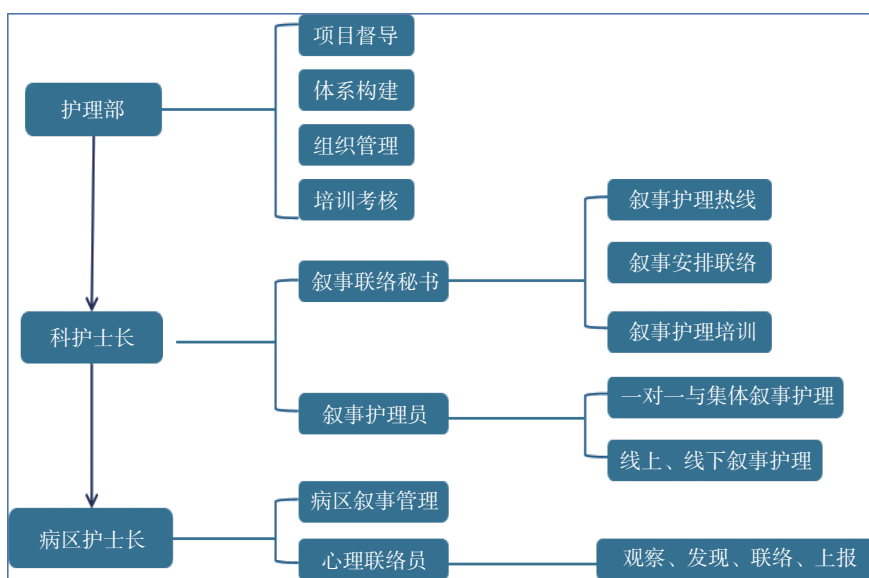 护理部
项目督导
体系构建
组织管理
培训考核
科护士长
叙事联络秘书
叙事护理热线
叙事安排联络
叙事护理培训
叙事护理员
一对一与集体叙事护理
线上、线下叙事护理
病区护士长
病区叙事管理
心理联络员
观察、发现、联络、上报